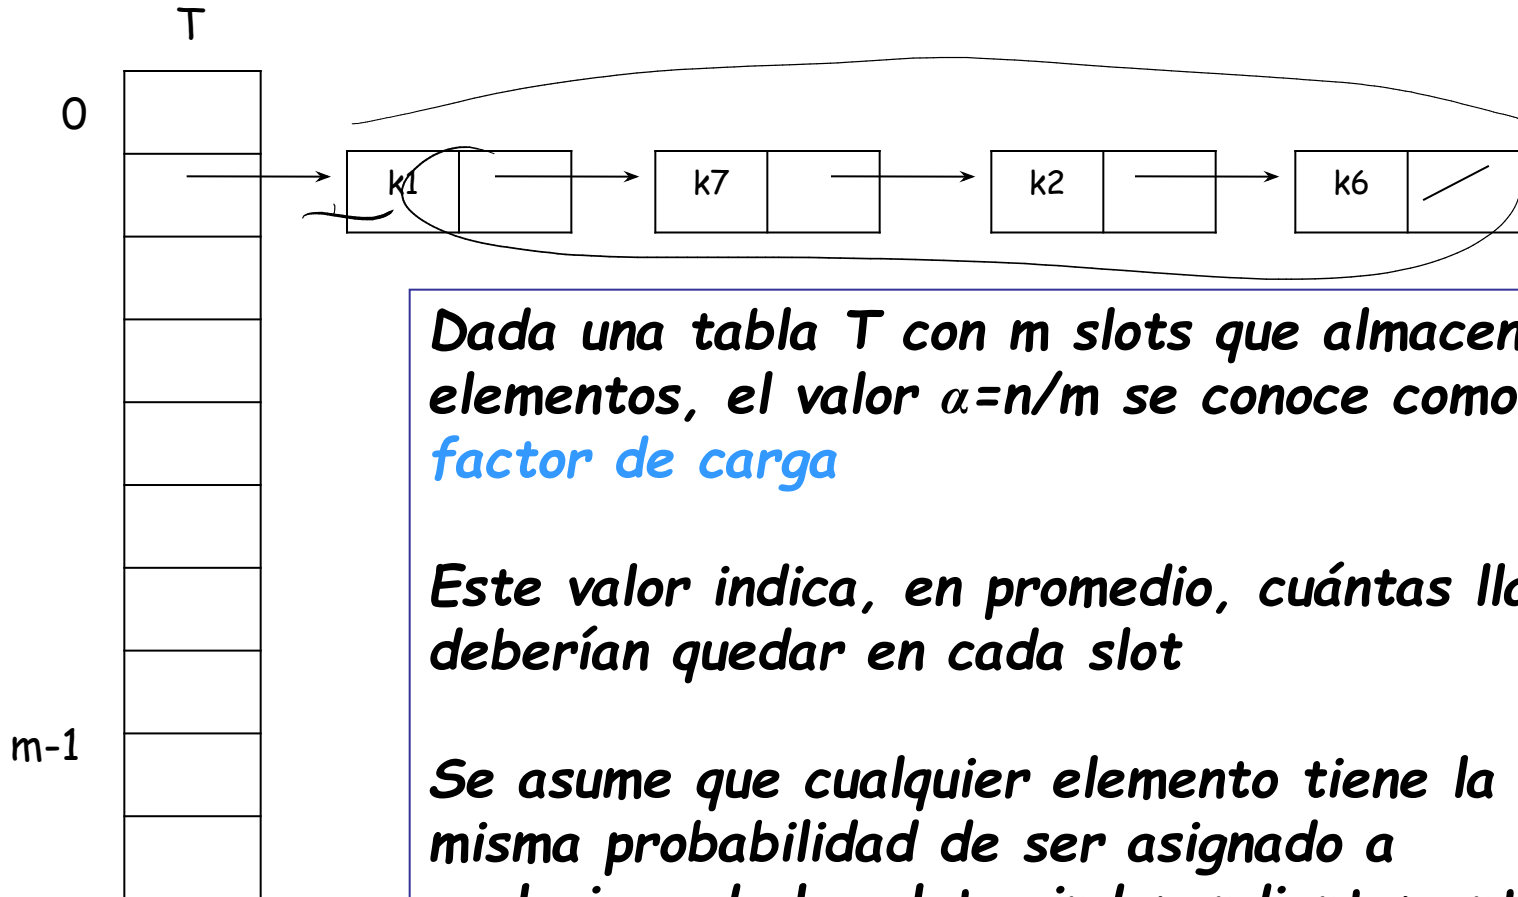 T
0
k1 k7 k2 k6
Dada una tabla T con m slots que
elementos, el valor α=n/m se conoce como
factor de carga
Este valor indica, en promedio, cuántas
deberían quedar en cada slot
m-1
Se asume que cualquier elemento tiene la
misma probabilidad de ser asignado a